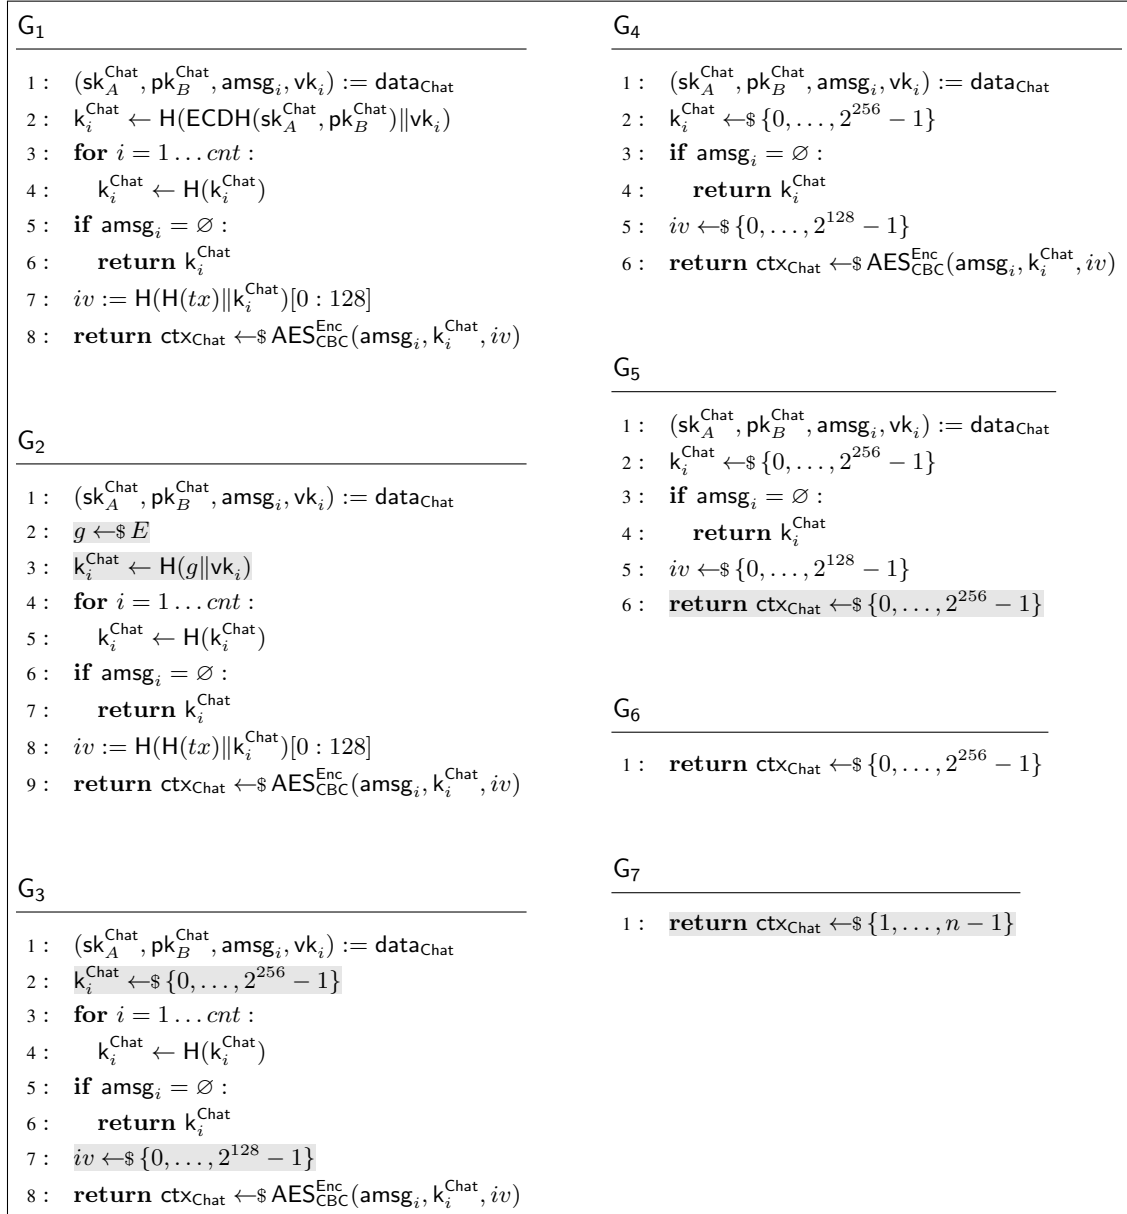 G₁
1 : (sk_A^Chat, pk_B^Chat, amsg_i, vk_i) := data_Chat
2 : k_i^Chat ← H(ECDH(sk_A^Chat, pk_B^Chat)‖vk_i)
3 : for i = 1 … cnt :
4 : k_i^Chat ← H(k_i^Chat)
5 : if amsg_i = ∅ :
6 : return k_i^Chat
7 : iv := H(H(tx)‖k_i^Chat)[0 : 128]
8 : return ctx_Chat ←$ AES_CBC^Enc(amsg_i, k_i^Chat, iv)
G₂
1 : (sk_A^Chat, pk_B^Chat, amsg_i, vk_i) := data_Chat
2 : g ←$ E
3 : k_i^Chat ← H(g‖vk_i)
4 : for i = 1 … cnt :
5 : k_i^Chat ← H(k_i^Chat)
6 : if amsg_i = ∅ :
7 : return k_i^Chat
8 : iv := H(H(tx)‖k_i^Chat)[0 : 128]
9 : return ctx_Chat ←$ AES_CBC^Enc(amsg_i, k_i^Chat, iv)
G₃
1 : (sk_A^Chat, pk_B^Chat, amsg_i, vk_i) := data_Chat
2 : k_i^Chat ←$ {0, …, 2^256 − 1}
3 : for i = 1 … cnt :
4 : k_i^Chat ← H(k_i^Chat)
5 : if amsg_i = ∅ :
6 : return k_i^Chat
7 : iv ←$ {0, …, 2^128 − 1}
8 : return ctx_Chat ←$ AES_CBC^Enc(amsg_i, k_i^Chat, iv)
G₄
1 : (sk_A^Chat, pk_B^Chat, amsg_i, vk_i) := data_Chat
2 : k_i^Chat ←$ {0, …, 2^256 − 1}
3 : if amsg_i = ∅ :
4 : return k_i^Chat
5 : iv ←$ {0, …, 2^128 − 1}
6 : return ctx_Chat ←$ AES_CBC^Enc(amsg_i, k_i^Chat, iv)
G₅
1 : (sk_A^Chat, pk_B^Chat, amsg_i, vk_i) := data_Chat
2 : k_i^Chat ←$ {0, …, 2^256 − 1}
3 : if amsg_i = ∅ :
4 : return k_i^Chat
5 : iv ←$ {0, …, 2^128 − 1}
6 : return ctx_Chat ←$ {0, …, 2^256 − 1}
G₆
1 : return ctx_Chat ←$ {0, …, 2^256 − 1}
G₇
1 : return ctx_Chat ←$ {1, …, n − 1}